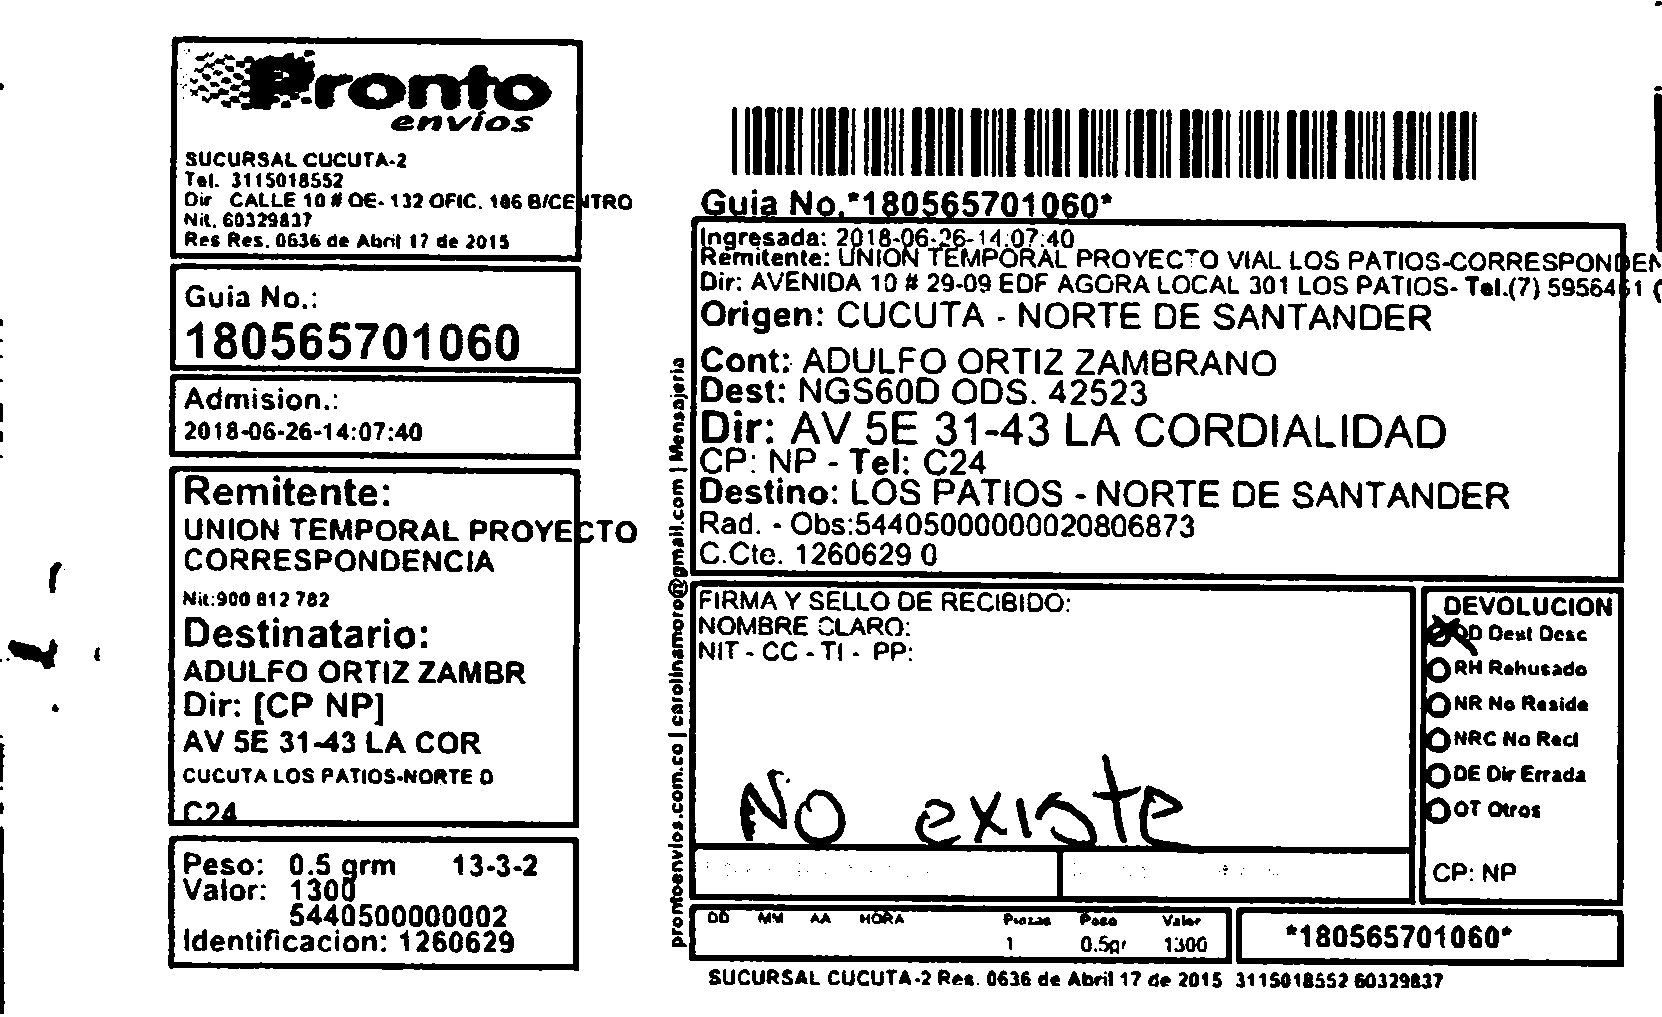 Pronto
envíos
SUCURSAL CUCUTA-2
Tel. 3115018552
Dir CALLE 10 # OE- 132 OFIC. 106 B/CENTRO
Nit. 60329837
Res Res. 0636 de Abril 17 de 2015
Guia No.:
180565701060
Admision.:
2018-06-26-14:07:40
Remitente:
UNION TEMPORAL PROYECTO
CORRESPONDENCIA
Nit:900 812 782
Destinatario:
ADULFO ORTIZ ZAMBR
Dir: [CP NP]
AV 5E 31-43 LA COR
CUCUTA LOS PATIOS-NORTE D
C24
Peso: 0.5 grm 13-3-2
Valor: 1300
5440500000002
Identificacion: 1260629
prontoenvios.com.co | carolinamoro@gmail.com | Mensajeria
Guia No.*180565701060*
Ingresada: 2018-06-26-14:07:40
Remitente: UNION TEMPORAL PROYECTO VIAL LOS PATIOS-CORRESPONDEN
Dir: AVENIDA 10 # 29-09 EDF AGORA LOCAL 301 LOS PATIOS- Tel.(7) 5956461 (
Origen: CUCUTA - NORTE DE SANTANDER
Cont: ADULFO ORTIZ ZAMBRANO
Dest: NGS60D ODS. 42523
Dir: AV 5E 31-43 LA CORDIALIDAD
CP: NP - Tel: C24
Destino: LOS PATIOS - NORTE DE SANTANDER
Rad. - Obs:54405000000020806873
C.Cte. 1260629 0
FIRMA Y SELLO DE RECIBIDO:
NOMBRE CLARO:
NIT - CC - TI - PP:
No existe
DEVOLUCION
D Dest Desc
RH Rehusado
NR No Reside
NRC No Recl
DE Dir Errada
OT Otros
CP: NP
DD MM AA HORA Piezas Peso Valor
1 0.5gr 1300
*180565701060*
SUCURSAL CUCUTA-2 Res. 0636 de Abril 17 de 2015 3115018552 60329837